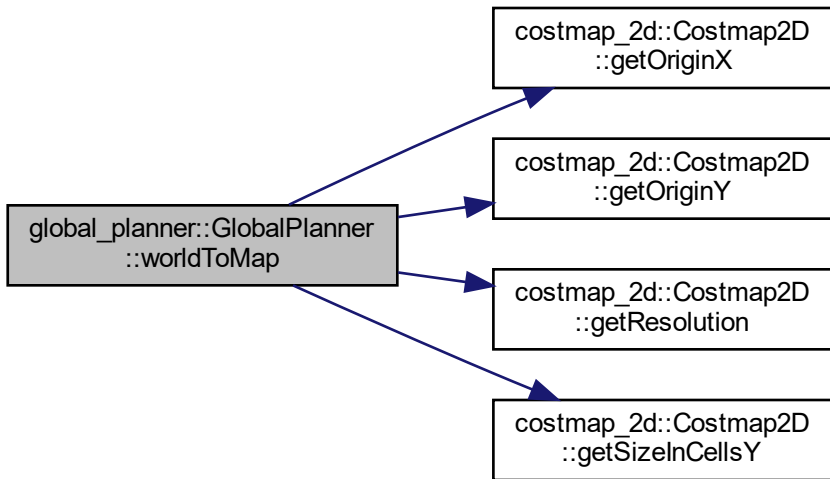 costmap_2d::Costmap2D
::getOriginX
costmap_2d::Costmap2D
::getOriginY
global_planner::GlobalPlanner
::worldToMap
costmap_2d::Costmap2D
::getResolution
costmap_2d::Costmap2D
::getSizeInCellsY